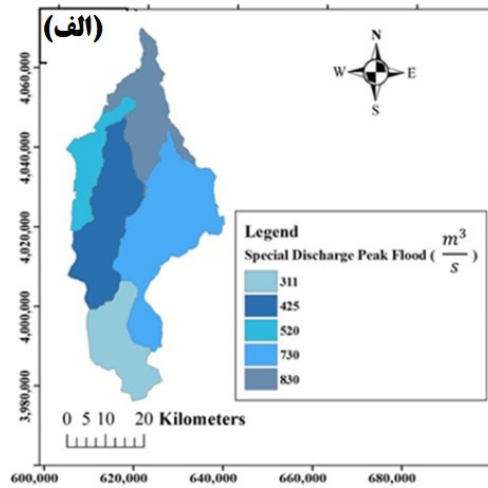 (الف)
N
W E
S
4,060,000
4,040,000
4,020,000
4,000,000
3,980,000
Legend
Special Discharge Peak Flood ( m³/s )
311
425
520
730
830
0 5 10 20 Kilometers
600,000 620,000 640,000 660,000 680,000